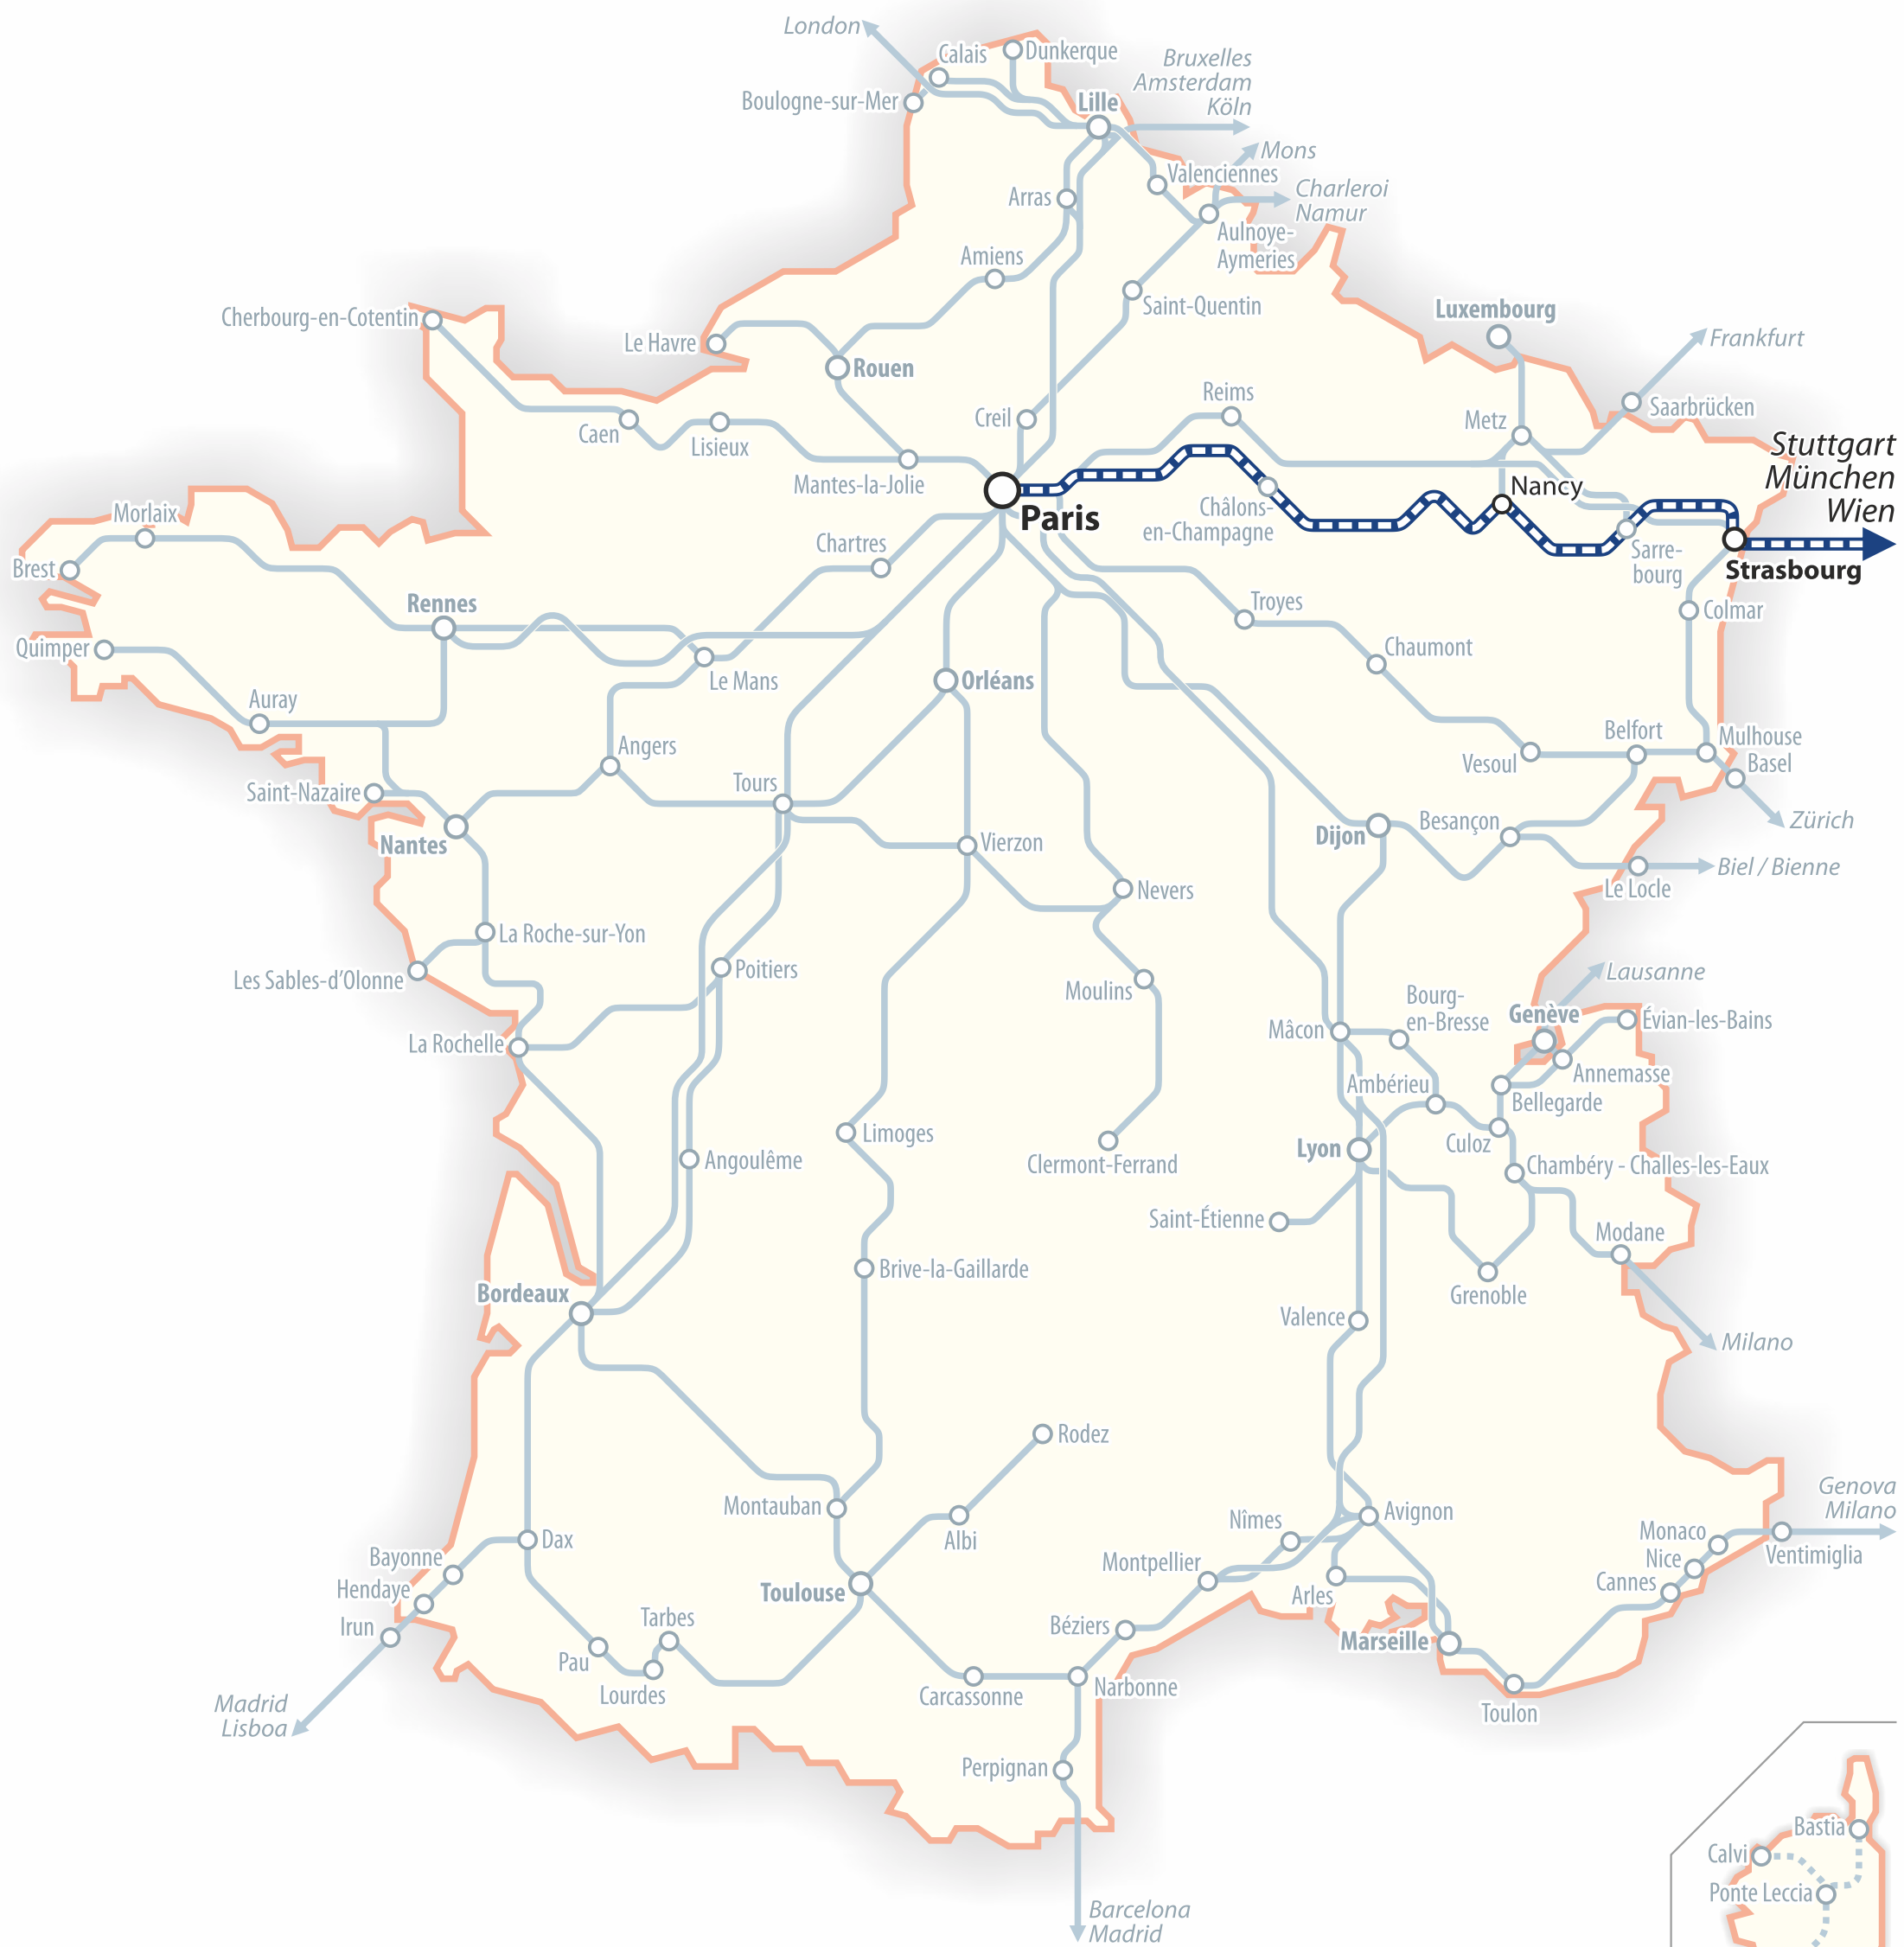 London
Calais
Dunkerque
Bruxelles
Amsterdam
Köln
Boulogne-sur-Mer
Lille
Mons
Valenciennes
Charleroi
Namur
Arras
Aulnoye-
Aymeries
Amiens
Saint-Quentin
Cherbourg-en-Cotentin
Le Havre
Luxembourg
Frankfurt
Rouen
Reims
Creil
Saarbrücken
Metz
Caen
Lisieux
Stuttgart
München
Wien
Mantes-la-Jolie
Nancy
Châlons-
en-Champagne
Paris
Morlaix
Chartres
Sarre-
bourg
Strasbourg
Brest
Rennes
Troyes
Colmar
Quimper
Chaumont
Le Mans
Orléans
Auray
Angers
Belfort
Mulhouse
Vesoul
Basel
Tours
Saint-Nazaire
Zürich
Nantes
Vierzon
Dijon
Besançon
Biel / Bienne
Le Locle
Nevers
La Roche-sur-Yon
Les Sables-d'Olonne
Poitiers
Moulins
Lausanne
Bourg-
en-Bresse
Genève
Évian-les-Bains
Mâcon
La Rochelle
Annemasse
Ambérieu
Bellegarde
Limoges
Culoz
Lyon
Angoulême
Clermont-Ferrand
Chambéry - Challes-les-Eaux
Saint-Étienne
Modane
Brive-la-Gaillarde
Bordeaux
Grenoble
Valence
Milano
Rodez
Genova
Milano
Montauban
Albi
Nîmes
Avignon
Monaco
Ventimiglia
Dax
Bayonne
Nice
Montpellier
Cannes
Hendaye
Toulouse
Arles
Irun
Tarbes
Béziers
Marseille
Pau
Lourdes
Carcassonne
Narbonne
Toulon
Madrid
Lisboa
Perpignan
Bastia
Calvi
Ponte Leccia
Barcelona
Madrid